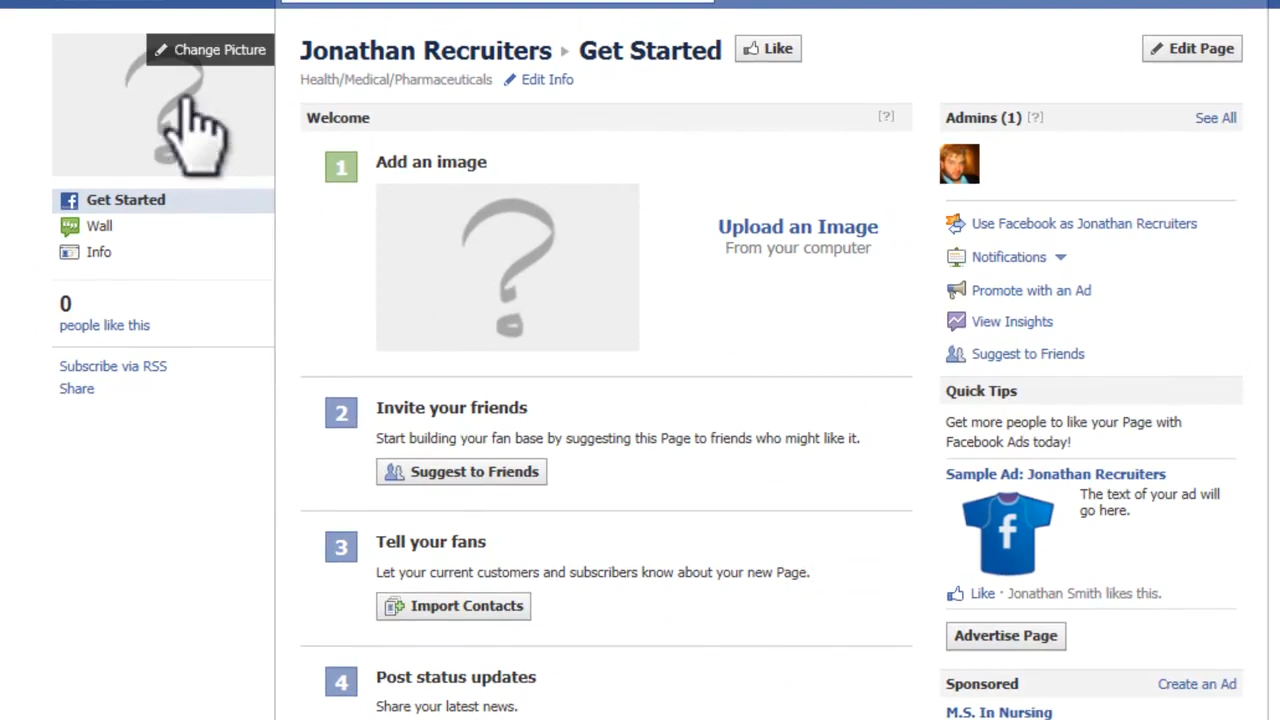 Change Picture
Get Started
Wall
Info
0
people like this
Subscribe via RSS
Share
Jonathan Recruiters ▸ Get Started
Like
Edit Page
Health/Medical/Pharmaceuticals
Edit Info
Welcome
[?]
1
Add an image
Upload an Image
From your computer
2
Invite your friends
Start building your fan base by suggesting this Page to friends who might like it.
Suggest to Friends
3
Tell your fans
Let your current customers and subscribers know about your new Page.
Import Contacts
4
Post status updates
Share your latest news.
Admins (1) [?]
See All
Use Facebook as Jonathan Recruiters
Notifications
Promote with an Ad
View Insights
Suggest to Friends
Quick Tips
Get more people to like your Page with
Facebook Ads today!
Sample Ad: Jonathan Recruiters
The text of your ad will
go here.
Like · Jonathan Smith likes this.
Advertise Page
Sponsored
Create an Ad
M.S. In Nursing